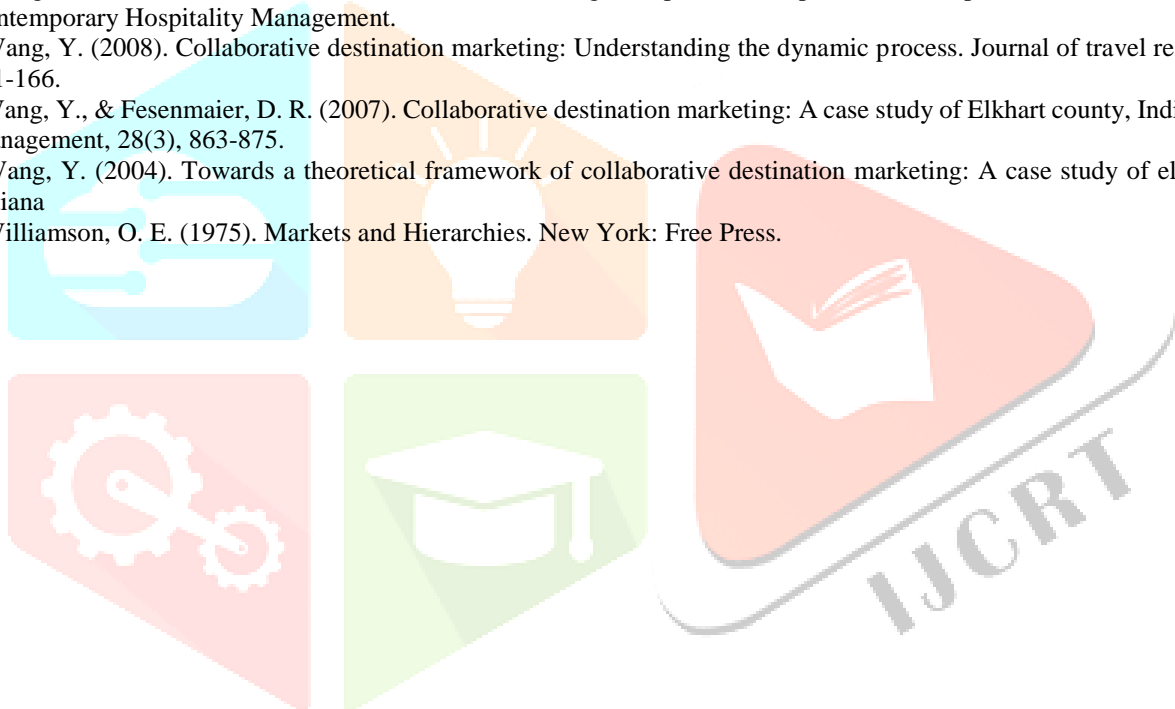 ntemporary Hospitality Management.
Vang, Y. (2008). Collaborative destination marketing: Understanding the dynamic process. Journal of travel re
1-166.
Vang, Y., & Fesenmaier, D. R. (2007). Collaborative destination marketing: A case study of Elkhart county, Indi
nagement, 28(3), 863-875.
Vang, Y. (2004). Towards a theoretical framework of collaborative destination marketing: A case study of el
iana
Villiamson, O. E. (1975). Markets and Hierarchies. New York: Free Press.
IJCRT